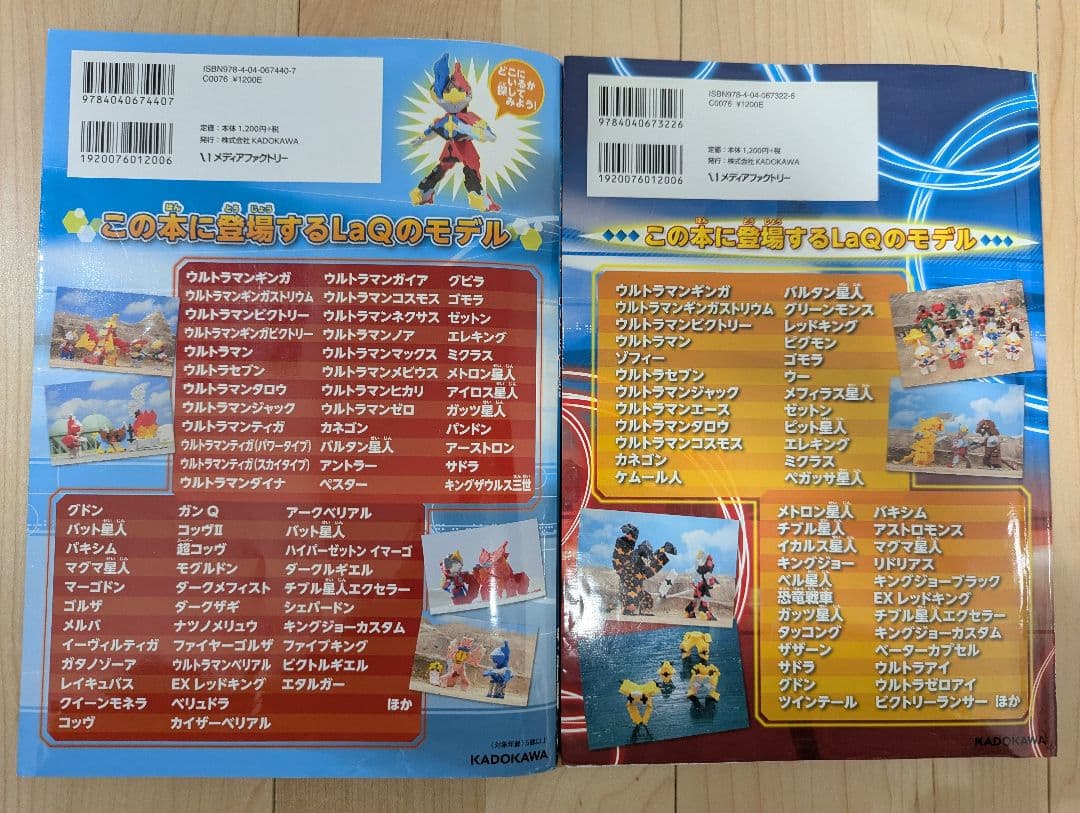 ISBN978-4-04-067440-7
C0076 ¥1200E
9784040674407
定価：本体1,200円+税
発行：株式会社KADOKAWA
1920076012006
メディアファクトリー
どこに
いるか
探して
みよう!
この本に登場するLaQのモデル
ウルトラマンギンガ ウルトラマンガイア グビラ
ウルトラマンギンガストリウム ウルトラマンコスモス ゴモラ
ウルトラマンビクトリー ウルトラマンネクサス ゼットン
ウルトラマンギンガビクトリー ウルトラマンノア エレキング
ウルトラマン ウルトラマンマックス ミクラス
ウルトラセブン ウルトラマンメビウス メトロン星人
ウルトラマンタロウ ウルトラマンヒカリ アイロス星人
ウルトラマンジャック ウルトラマンゼロ ガッツ星人
ウルトラマンティガ カネゴン バンドン
ウルトラマンティガ(パワータイプ) バルタン星人 アーストロン
ウルトラマンティガ(スカイタイプ) アントラー サドラ
ウルトラマンダイナ ペスター キングザウルス三世
グドン ガンQ アークベリアル
バット星人 コッヴⅡ バット星人
バキシム 超コッヴ ハイパーゼットン イマーゴ
マグマ星人 モグルドン ダークルギエル
マーゴドン ダークメフィスト チブル星人エクセラー
ゴルザ ダークザギ シェパードン
メルバ ナツノメリュウ キングジョーカスタム
イーヴィルティガ ファイヤーゴルザ ファイブキング
ガタノゾーア ウルトラマンベリアル ビクトルギエル
レイキュバス EXレッドキング エタルガー
クイーンモネラ ベリュドラ ほか
コッヴ カイザーベリアル
(対象年齢)5歳以上
KADOKAWA
ISBN978-4-04-067322-6
C0076 ¥1200E
9784040673226
定価：本体1,200円+税
発行：株式会社KADOKAWA
1920076012006
メディアファクトリー
この本に登場するLaQのモデル
ウルトラマンギンガ バルタン星人
ウルトラマンギンガストリウム グリーンモンス
ウルトラマンビクトリー レッドキング
ウルトラマン ピグモン
ゾフィー ゴモラ
ウルトラセブン ウー
ウルトラマンジャック メフィラス星人
ウルトラマンエース ゼットン
ウルトラマンタロウ ピット星人
ウルトラマンコスモス エレキング
カネゴン ミクラス
ケムール人 ペガッサ星人
メトロン星人 バキシム
チブル星人 アストロモンス
イカルス星人 マグマ星人
キングジョー リドリアス
ペル星人 キングジョーブラック
恐竜戦車 EXレッドキング
ガッツ星人 チブル星人エクセラー
タッコング キングジョーカスタム
ザザーン ベーターカプセル
サドラ ウルトラアイ
グドン ウルトラゼロアイ
ツインテール ビクトリーランサー ほか
KADOKAWA